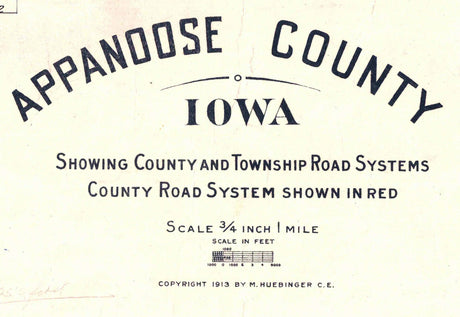 APPANOOSE COUNTY
IOWA
SHOWING COUNTY AND TOWNSHIP ROAD SYSTEMS
COUNTY ROAD SYSTEM SHOWN IN RED
SCALE 3/4 INCH 1 MILE
SCALE IN FEET
COPYRIGHT 1913 BY M. HUEBINGER C.E.